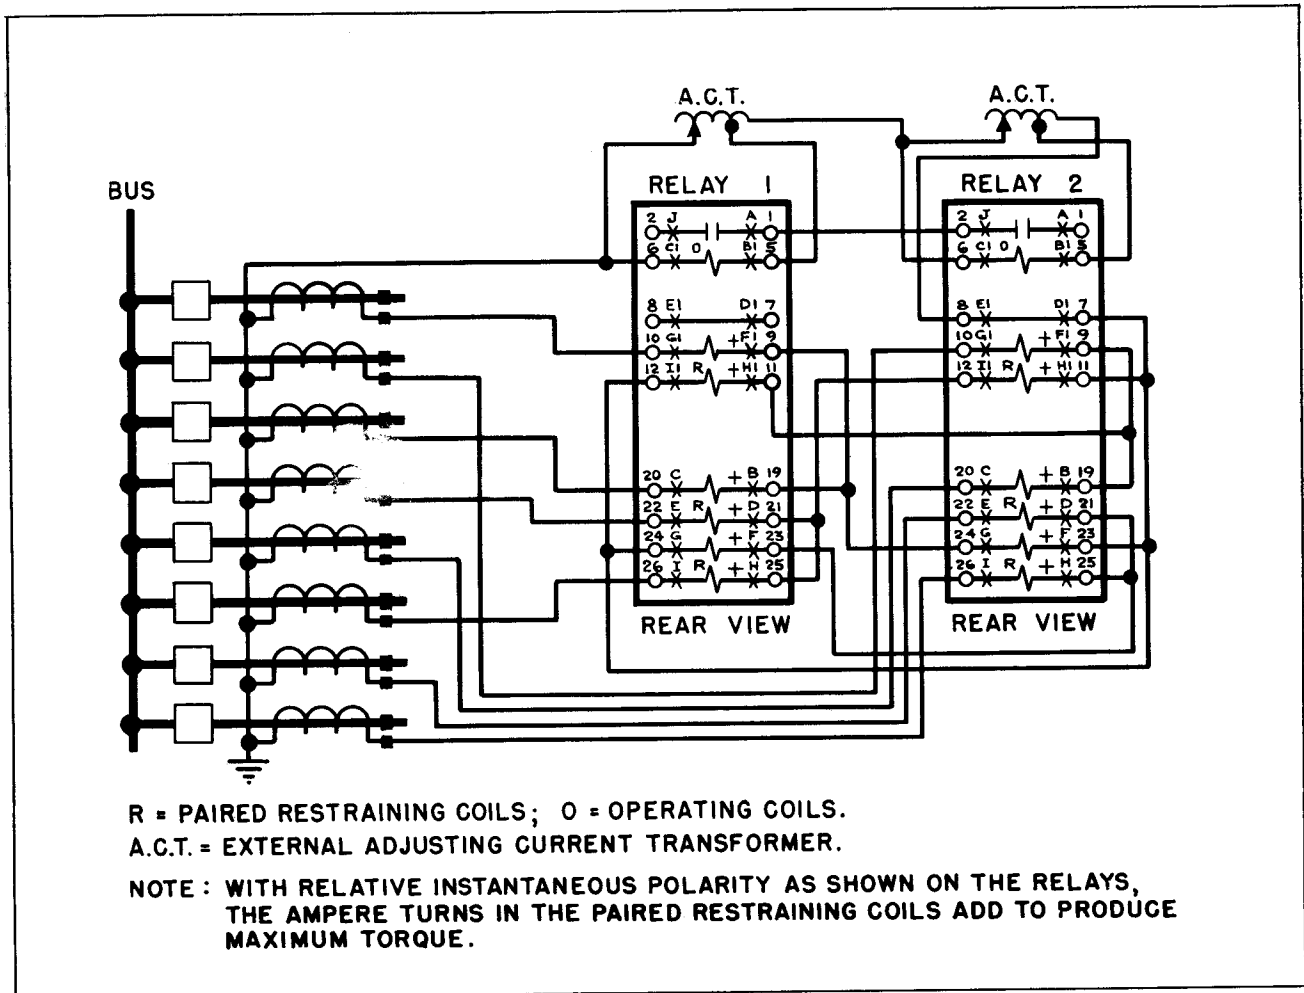 A.C.T. A.C.T.
BUS
RELAY 1 RELAY 2
2 J A 1 2 J A 1
6 C1 O B1 5 6 C1 O B1 5
8 E1 D1 7 8 E1 D1 7
10 G1 +F1 9 10 G1 +F1 9
12 I1 R +H1 11 12 I1 R +H1 11
20 C +B 19 20 C +B 19
22 E R +D 21 22 E R +D 21
24 G +F 23 24 G +F 23
26 I R +H 25 26 I R +H 25
REAR VIEW REAR VIEW
R = PAIRED RESTRAINING COILS; O = OPERATING COILS.
A.C.T. = EXTERNAL ADJUSTING CURRENT TRANSFORMER.
NOTE: WITH RELATIVE INSTANTANEOUS POLARITY AS SHOWN ON THE RELAYS,
THE AMPERE TURNS IN THE PAIRED RESTRAINING COILS ADD TO PRODUCE
MAXIMUM TORQUE.